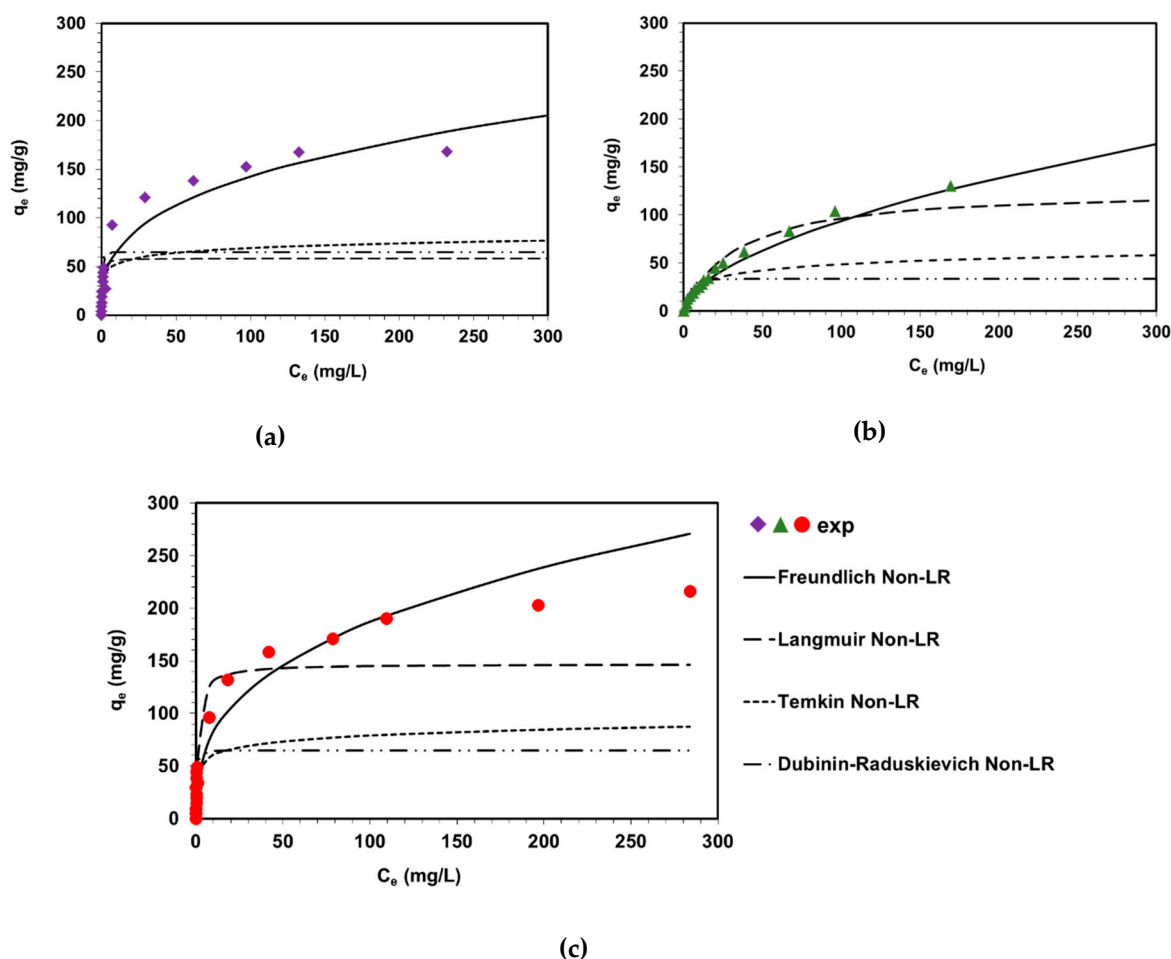 300
250
200
150
100
50
0
qₑ (mg/g)
0 50 100 150 200 250 300
Cₑ (mg/L)
(a)
300
250
200
150
100
50
0
qₑ (mg/g)
0 50 100 150 200 250 300
Cₑ (mg/L)
(b)
300
250
200
150
100
50
0
qₑ (mg/g)
0 50 100 150 200 250 300
Cₑ (mg/L)
exp
Freundlich Non-LR
Langmuir Non-LR
Temkin Non-LR
Dubinin-Raduskievich Non-LR
(c)